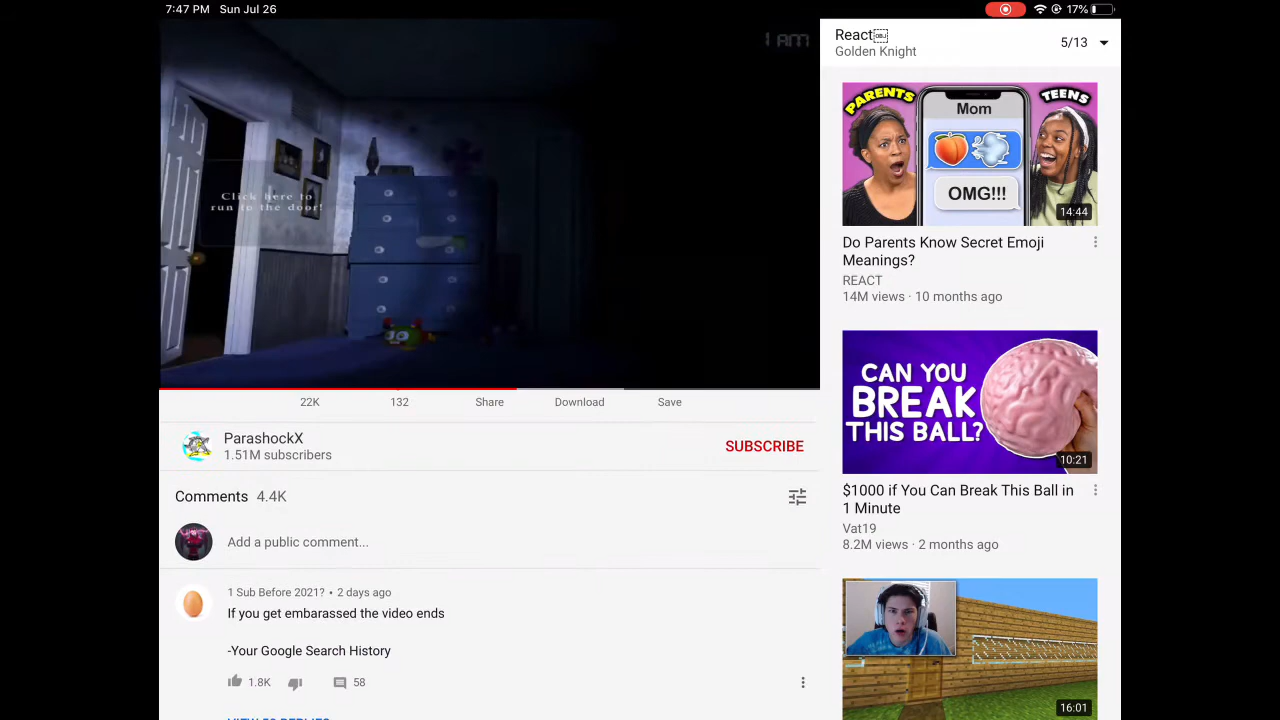 7:47 PM Sun Jul 26
17%
1 AM
Click here to
run to the door!
22K
132
Share
Download
Save
ParashockX
1.51M subscribers
SUBSCRIBE
Comments 4.4K
Add a public comment...
1 Sub Before 2021? • 2 days ago
If you get embarassed the video ends
-Your Google Search History
1.8K
58
React
Golden Knight
5/13
PARENTS
TEENS
Mom
OMG!!!
14:44
Do Parents Know Secret Emoji
Meanings?
REACT
14M views · 10 months ago
CAN YOU
BREAK
THIS BALL?
10:21
$1000 if You Can Break This Ball in
1 Minute
Vat19
8.2M views · 2 months ago
16:01